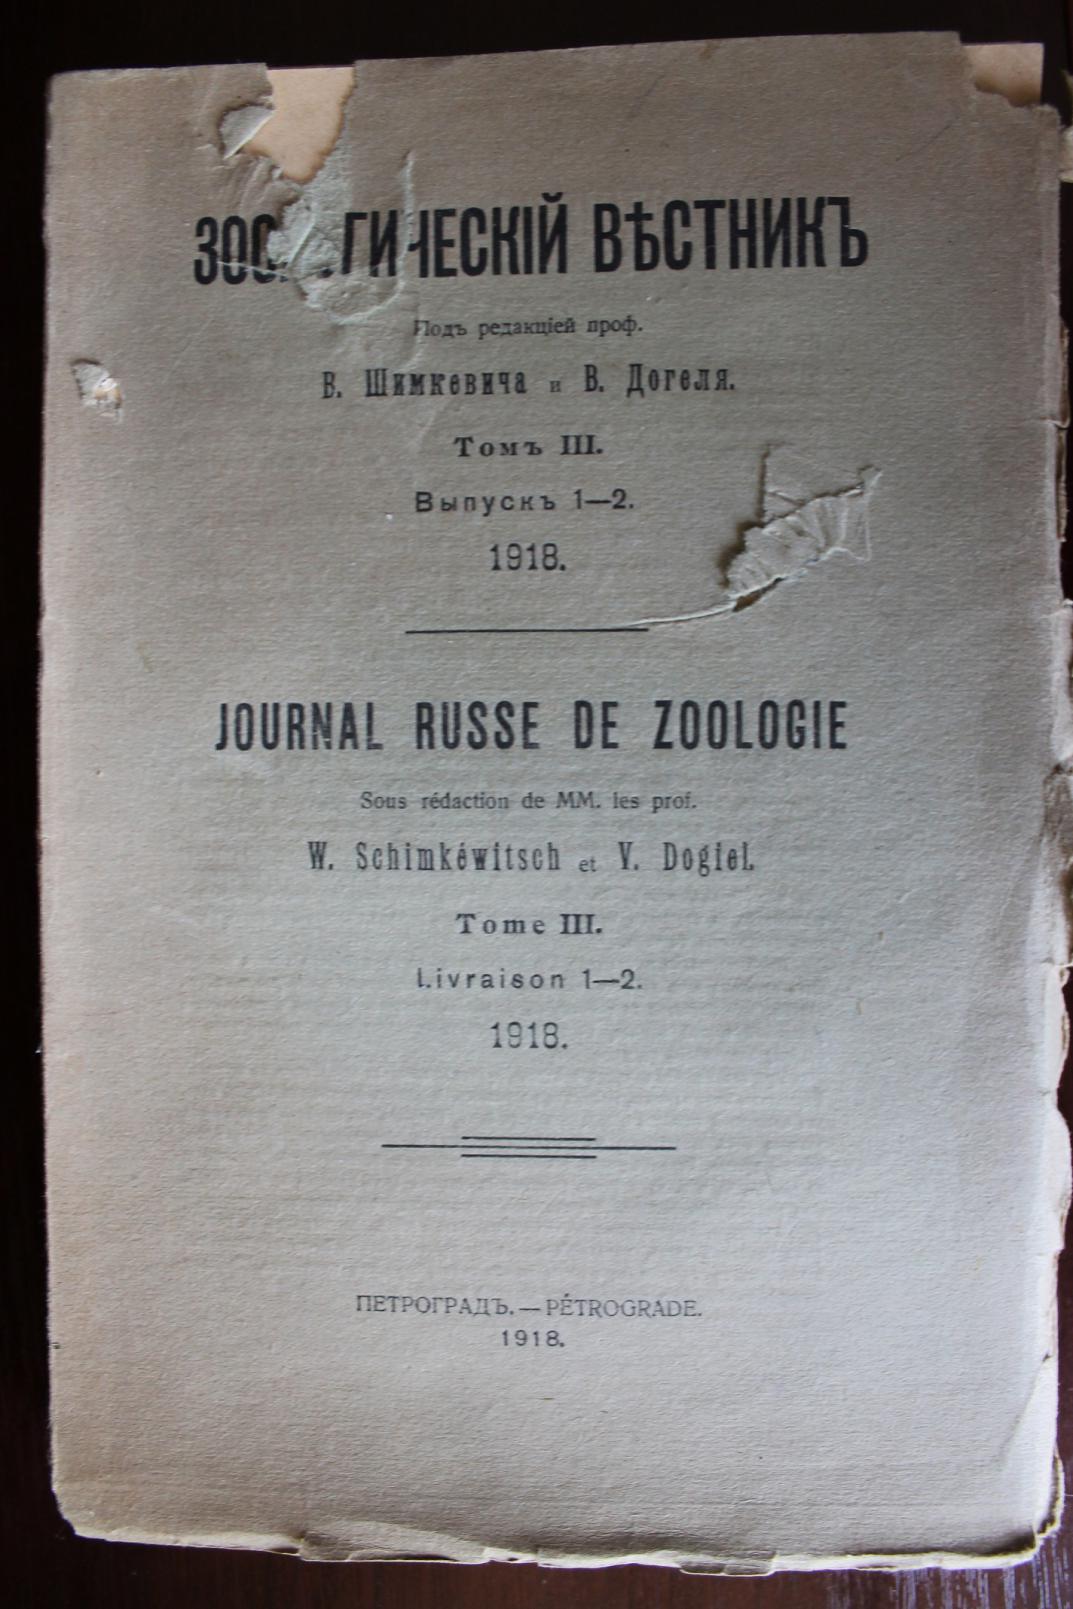 ЗОО ГИЧЕСКІЙ ВѢСТНИКЪ
Подъ редакціей проф.
В. Шимкевича и В. Догеля.
Томъ III.
Выпускъ 1—2.
1918.
JOURNAL RUSSE DE ZOOLOGIE
Sous rédaction de MM. les prof.
W. Schimkéwitsch et V. Dogiel.
Tome III.
Livraison 1—2.
1918.
ПЕТРОГРАДЪ.—PÉTROGRADE.
1918.